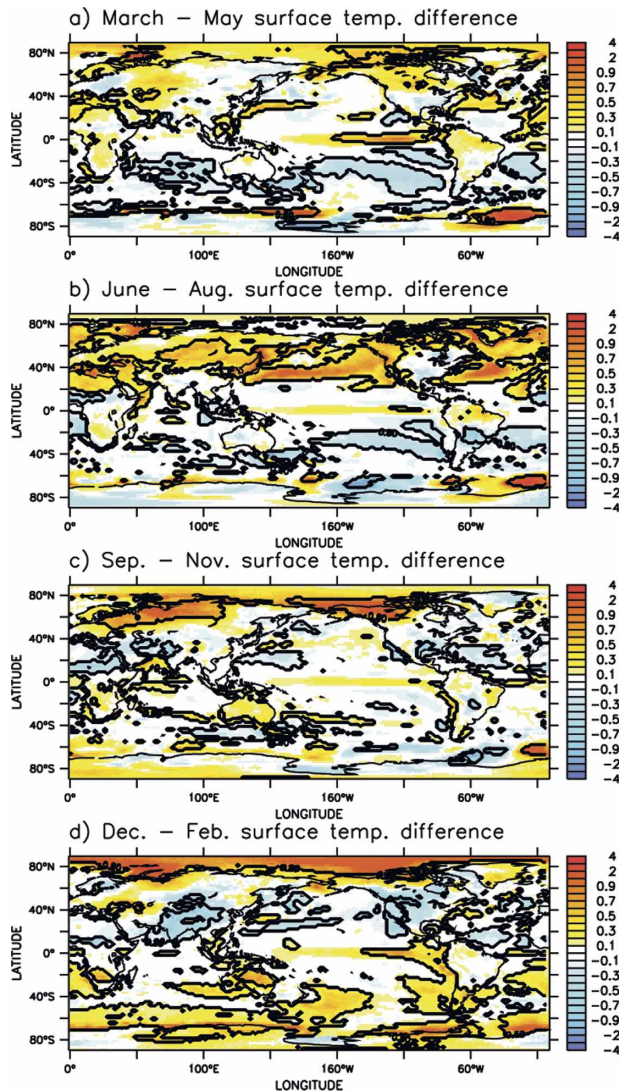 a) March – May surface temp. difference
80°N
40°N
0°
40°S
80°S
LATITUDE
0° 100°E 160°W 60°W
LONGITUDE
4
2
0.9
0.7
0.5
0.3
0.1
−0.1
−0.3
−0.5
−0.7
−0.9
−2
−4
b) June – Aug. surface temp. difference
80°N
40°N
0°
40°S
80°S
LATITUDE
0° 100°E 160°W 60°W
LONGITUDE
4
2
0.9
0.7
0.5
0.3
0.1
−0.1
−0.3
−0.5
−0.7
−0.9
−2
−4
c) Sep. – Nov. surface temp. difference
80°N
40°N
0°
40°S
80°S
LATITUDE
0° 100°E 160°W 60°W
LONGITUDE
4
2
0.9
0.7
0.5
0.3
0.1
−0.1
−0.3
−0.5
−0.7
−0.9
−2
−4
d) Dec. – Feb. surface temp. difference
80°N
40°N
0°
40°S
80°S
LATITUDE
0° 100°E 160°W 60°W
LONGITUDE
4
2
0.9
0.7
0.5
0.3
0.1
−0.1
−0.3
−0.5
−0.7
−0.9
−2
−4